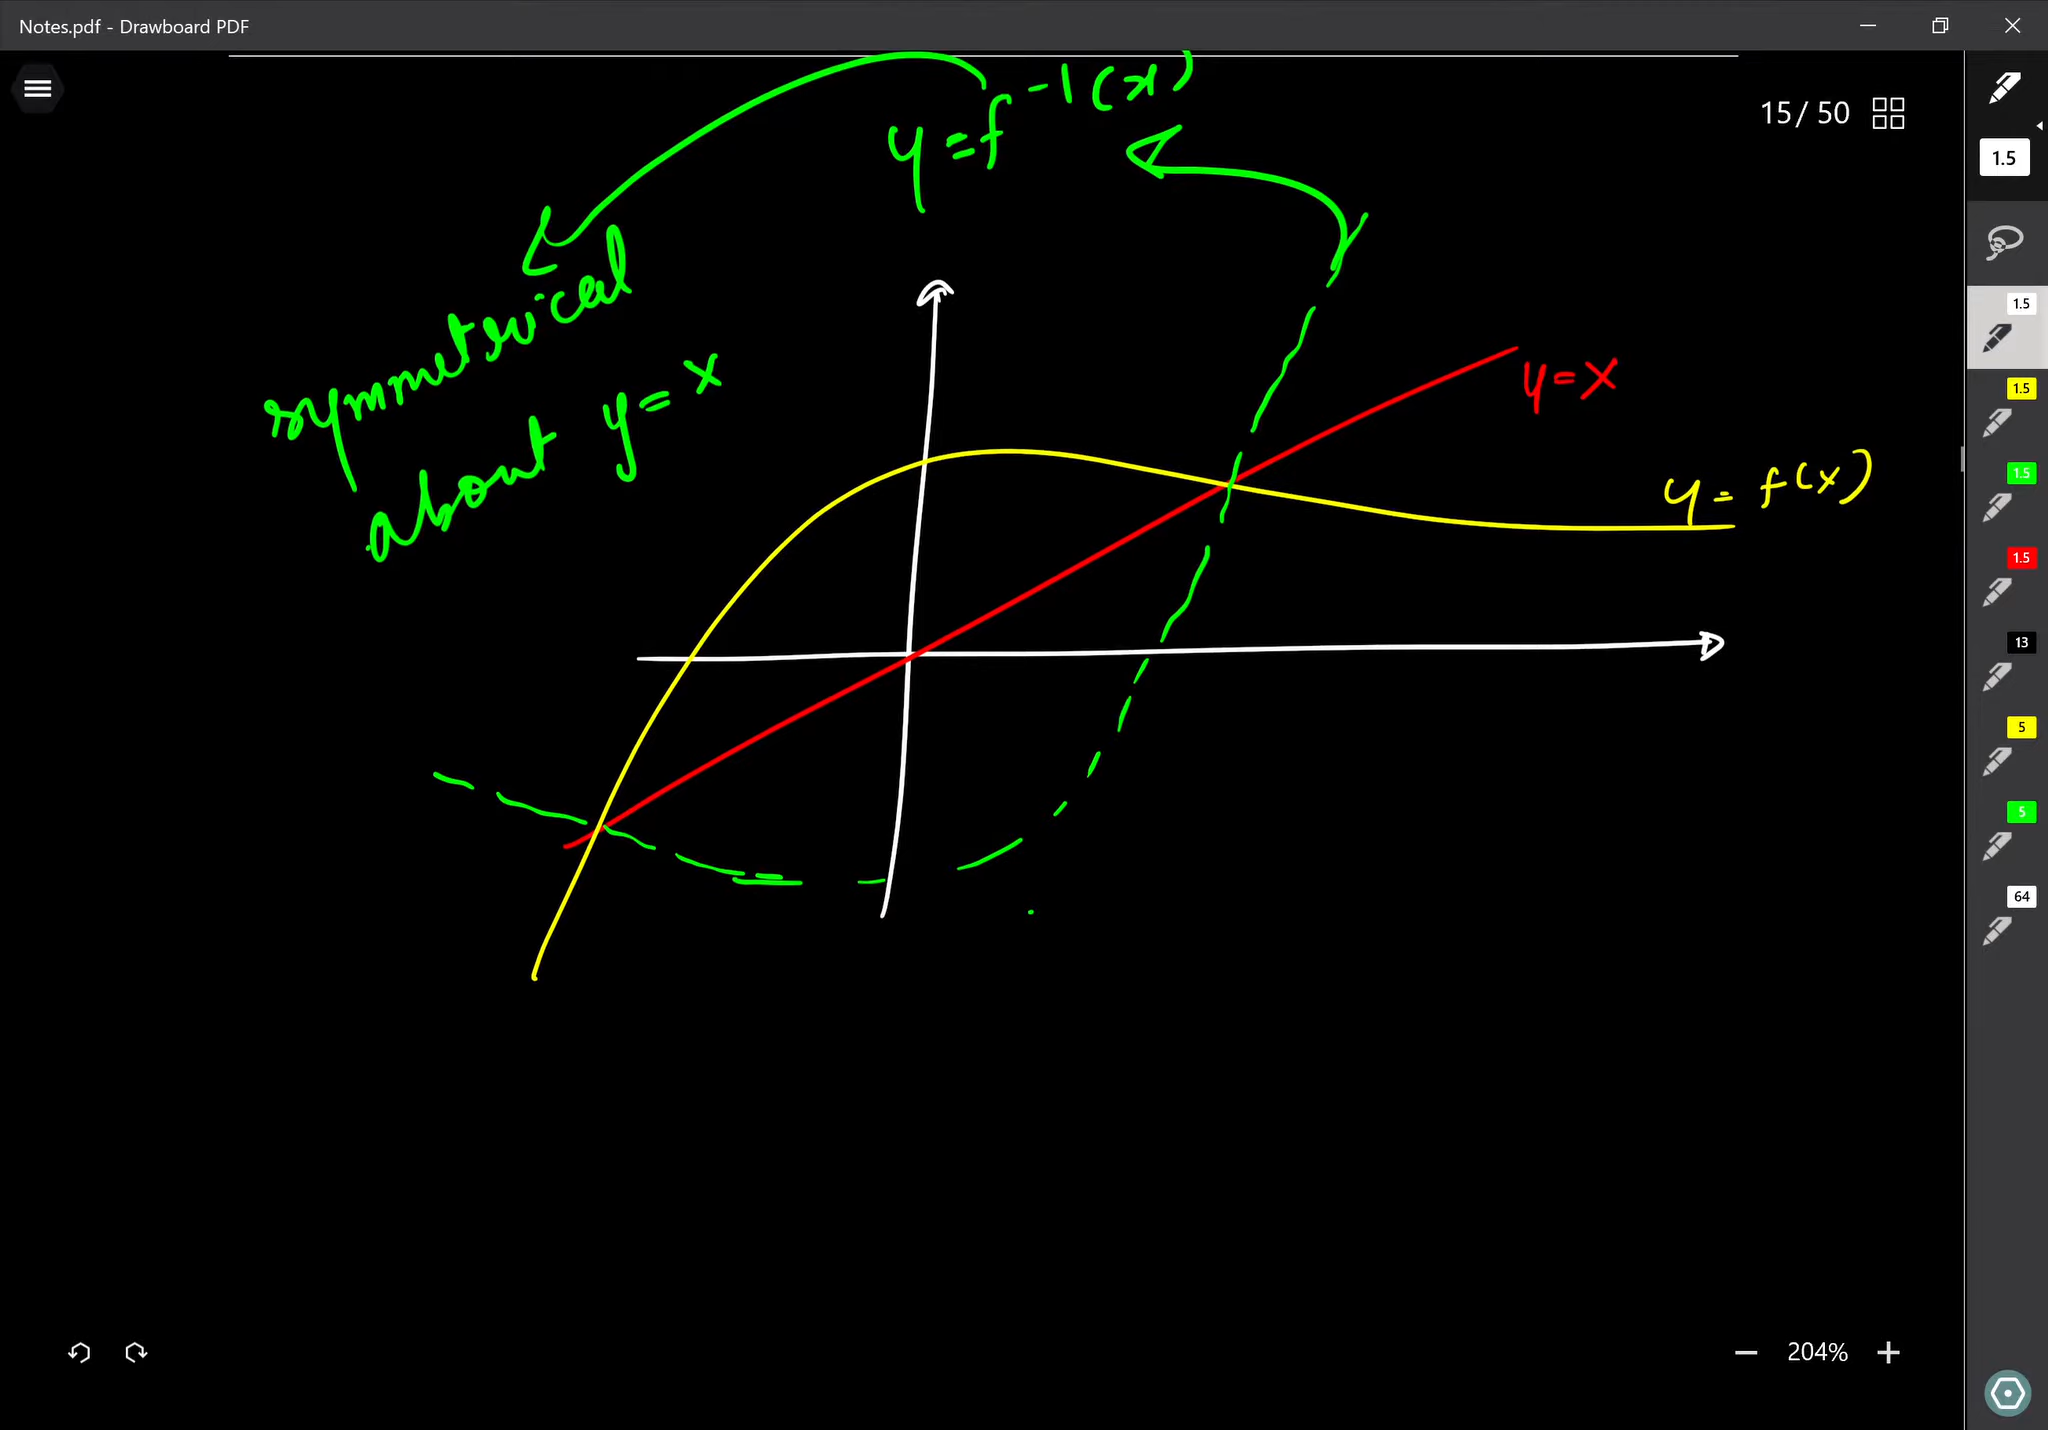 Notes.pdf - Drawboard PDF
15/ 50
y = f⁻¹(x)
symmetrical
about y = x
y = x
y = f(x)
1.5
1.5
1.5
1.5
1.5
13
5
5
64
204%